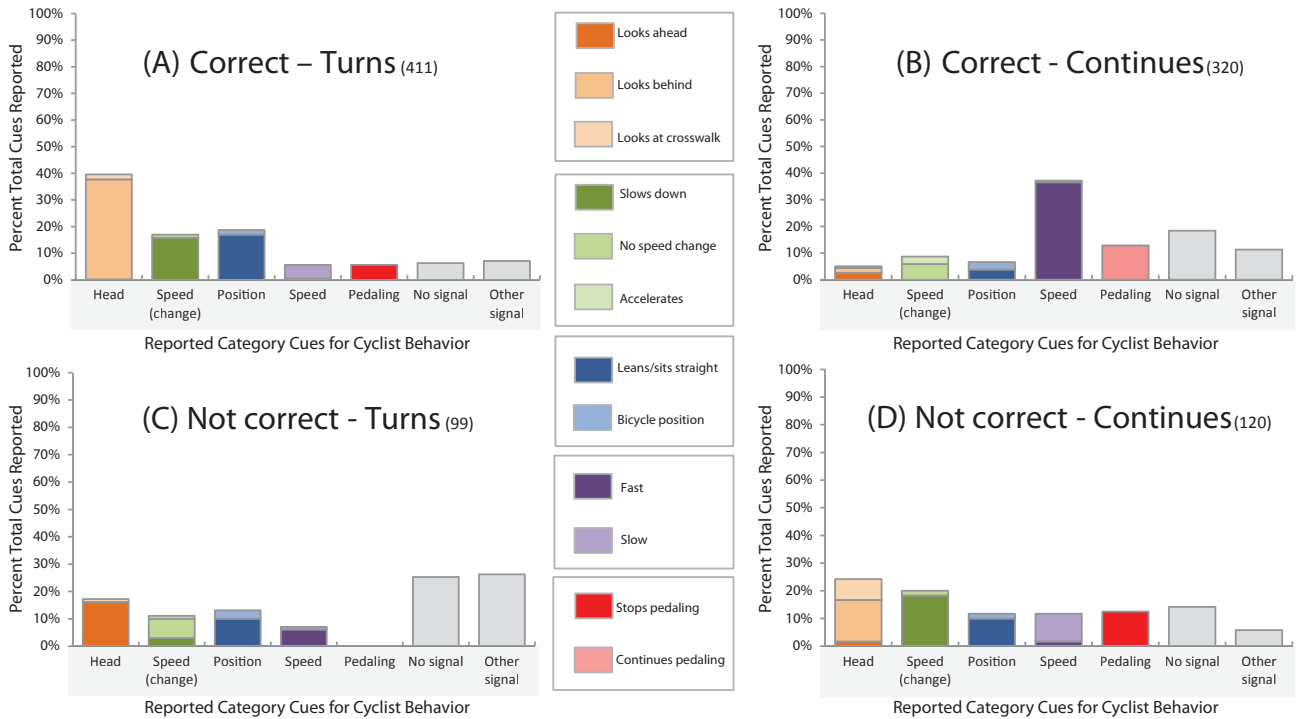 100%
90%
80%
70%
60%
50%
40%
30%
20%
10%
0%
Percent Total Cues Reported
(A) Correct – Turns (411)
Head
Speed
(change)
Position
Speed
Pedaling
No signal
Other
signal
Reported Category Cues for Cyclist Behavior
Looks ahead
Looks behind
Looks at crosswalk
Slows down
No speed change
Accelerates
Leans/sits straight
Bicycle position
Fast
Slow
Stops pedaling
Continues pedaling
100%
90%
80%
70%
60%
50%
40%
30%
20%
10%
0%
Percent Total Cues Reported
(B) Correct - Continues (320)
Head
Speed
(change)
Position
Speed
Pedaling
No signal
Other
signal
Reported Category Cues for Cyclist Behavior
100%
90%
80%
70%
60%
50%
40%
30%
20%
10%
0%
Percent Total Cues Reported
(C) Not correct - Turns (99)
Head
Speed
(change)
Position
Speed
Pedaling
No signal
Other
signal
Reported Category Cues for Cyclist Behavior
100%
90%
80%
70%
60%
50%
40%
30%
20%
10%
0%
Percent Total Cues Reported
(D) Not correct - Continues (120)
Head
Speed
(change)
Position
Speed
Pedaling
No signal
Other
signal
Reported Category Cues for Cyclist Behavior